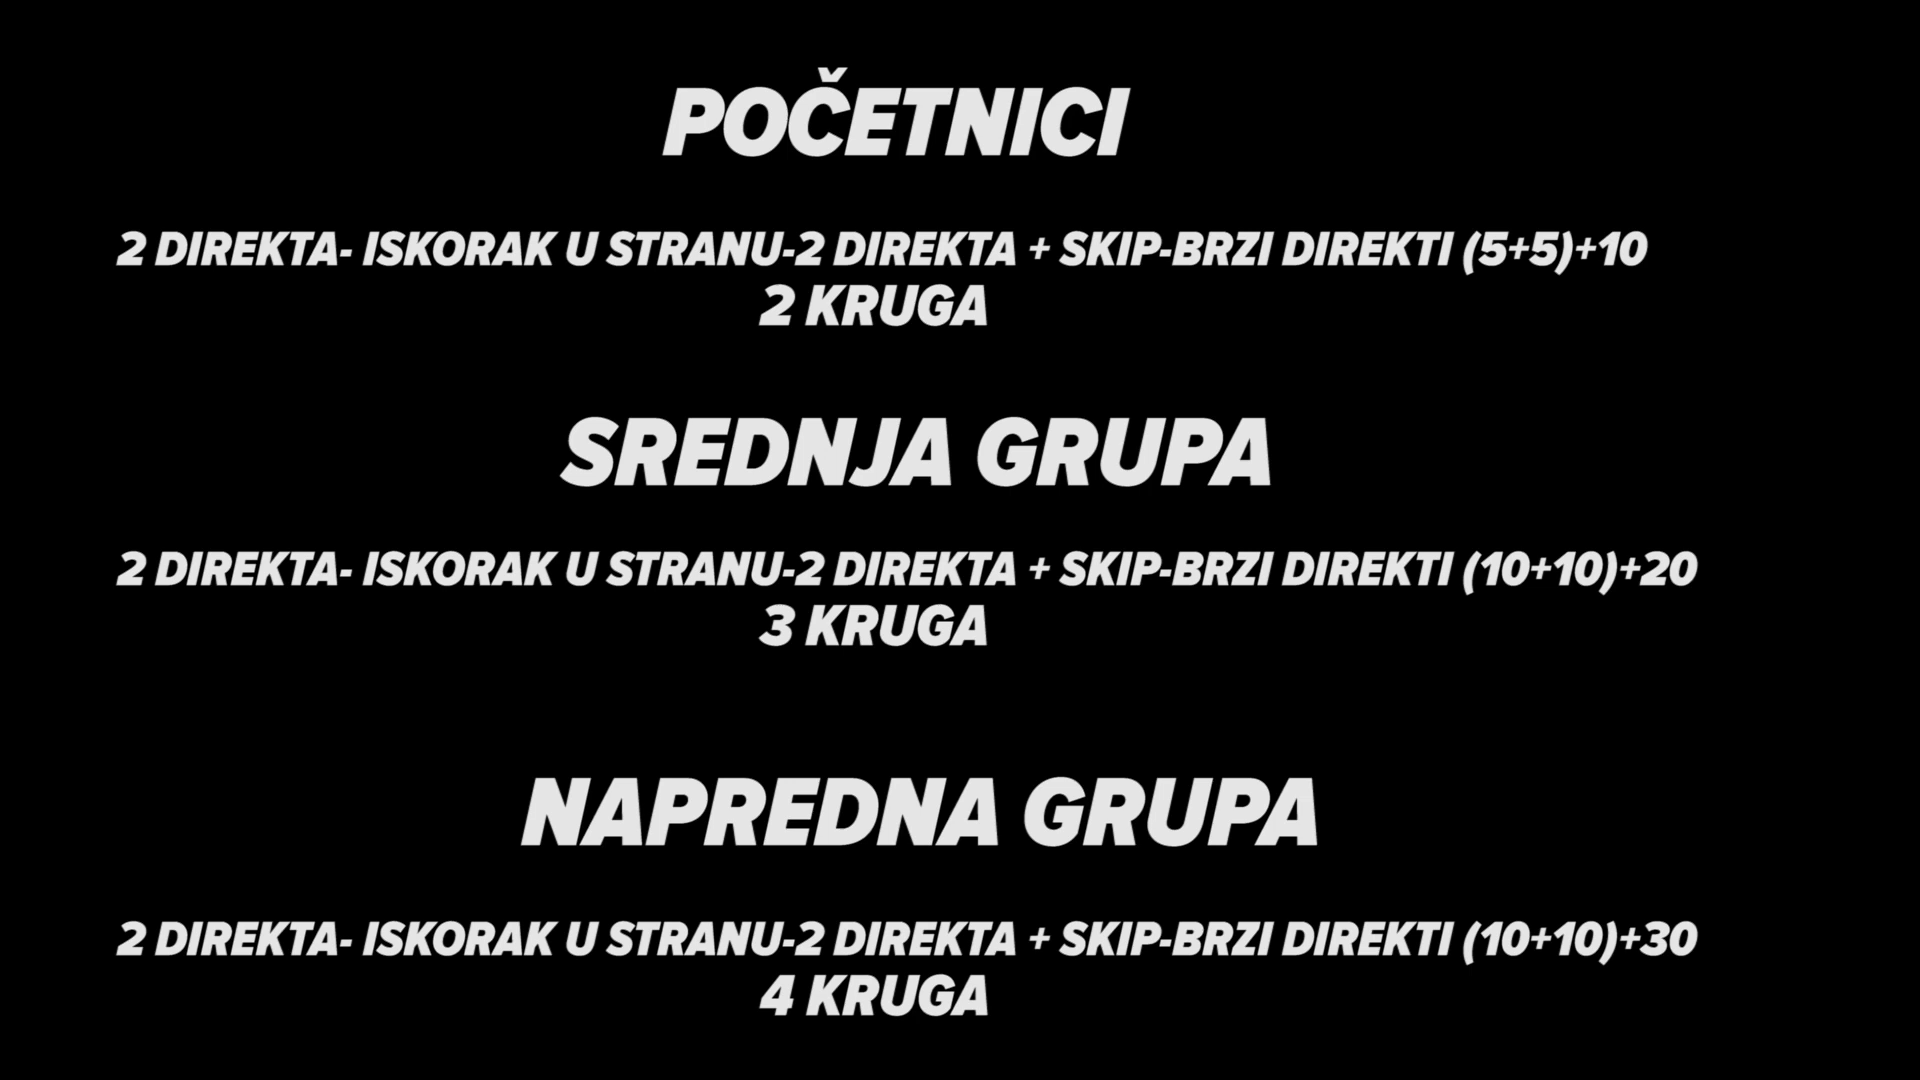 POČETNICI
2 DIREKTA- ISKORAK U STRANU-2 DIREKTA + SKIP-BRZI DIREKTI (5+5)+10
2 KRUGA
SREDNJA GRUPA
2 DIREKTA- ISKORAK U STRANU-2 DIREKTA + SKIP-BRZI DIREKTI (10+10)+20
3 KRUGA
NAPREDNA GRUPA
2 DIREKTA- ISKORAK U STRANU-2 DIREKTA + SKIP-BRZI DIREKTI (10+10)+30
4 KRUGA